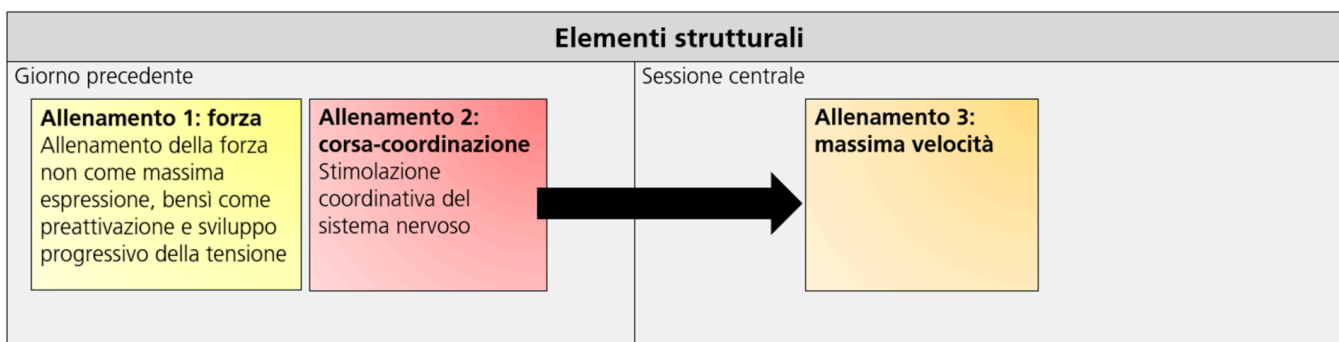 Elementi strutturali
Giorno precedente
Allenamento 1: forza
Allenamento della forza
non come massima
espressione, bensì come
preattivazione e sviluppo
progressivo della tensione
Allenamento 2:
corsa-coordinazione
Stimolazione
coordinativa del
sistema nervoso
Sessione centrale
Allenamento 3:
massima velocità